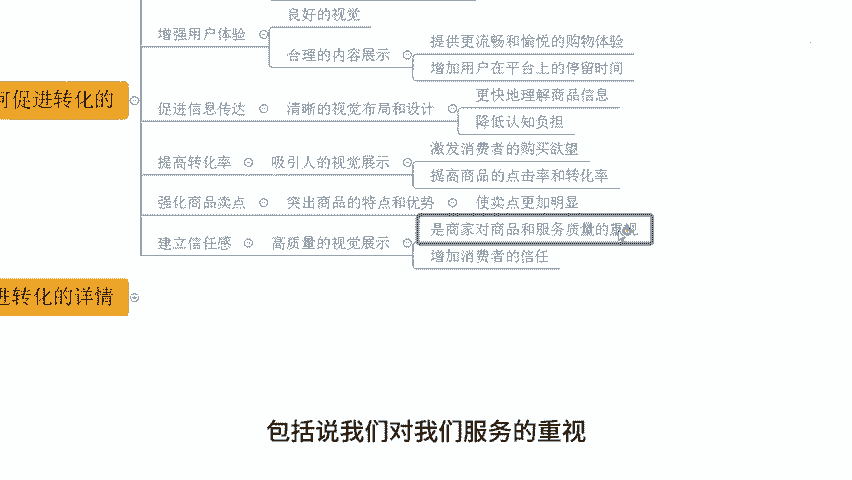 良好的视觉
增强用户体验
合理的内容展示
提供更流畅和愉悦的购物体验
增加用户在平台上的停留时间
何促进转化的
促进信息传达
清晰的视觉布局和设计
更快地理解商品信息
降低认知负担
提高转化率
吸引人的视觉展示
激发消费者的购买欲望
提高商品的点击率和转化率
强化商品卖点
突出商品的特点和优势
使卖点更加明显
建立信任感
高质量的视觉展示
是商家对商品和服务质量的重视
增加消费者的信任
进转化的详情
包括说我们对我们服务的重视